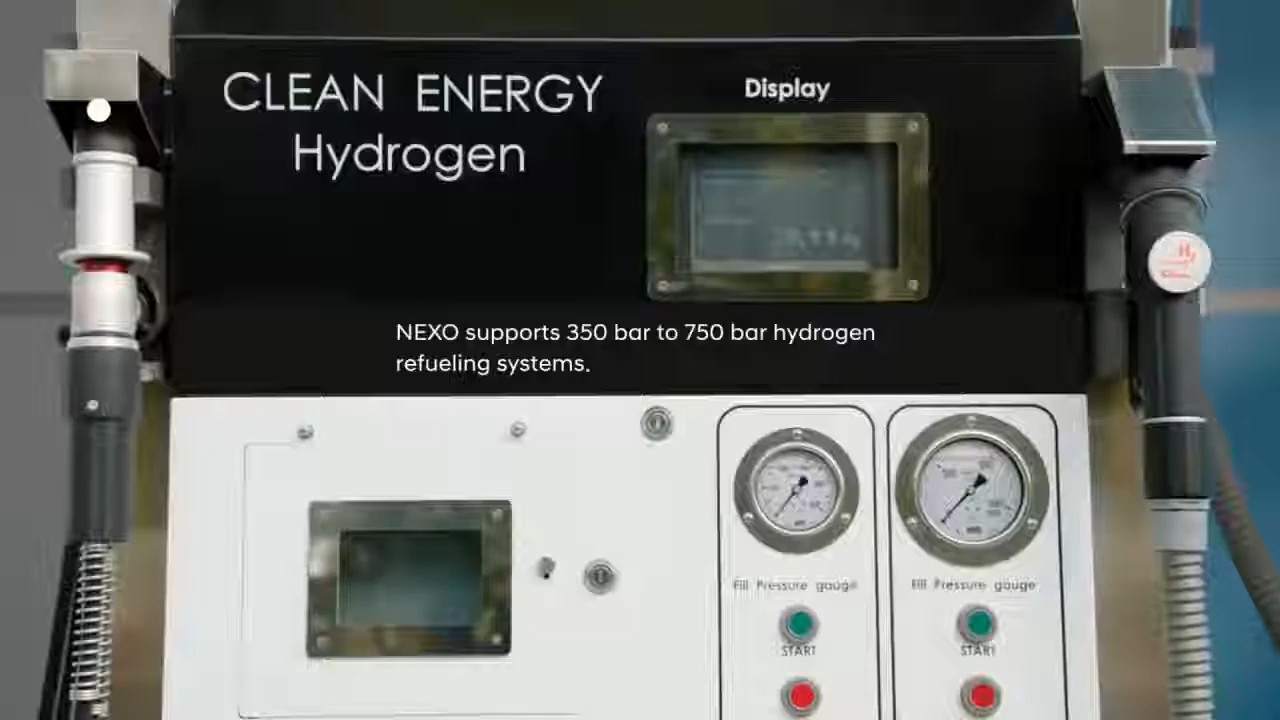 CLEAN ENERGY
Hydrogen
Display
NEXO supports 350 bar to 750 bar hydrogen
refueling systems.
Fill Pressure gauge
Fill Pressure gauge
START
START
H₂